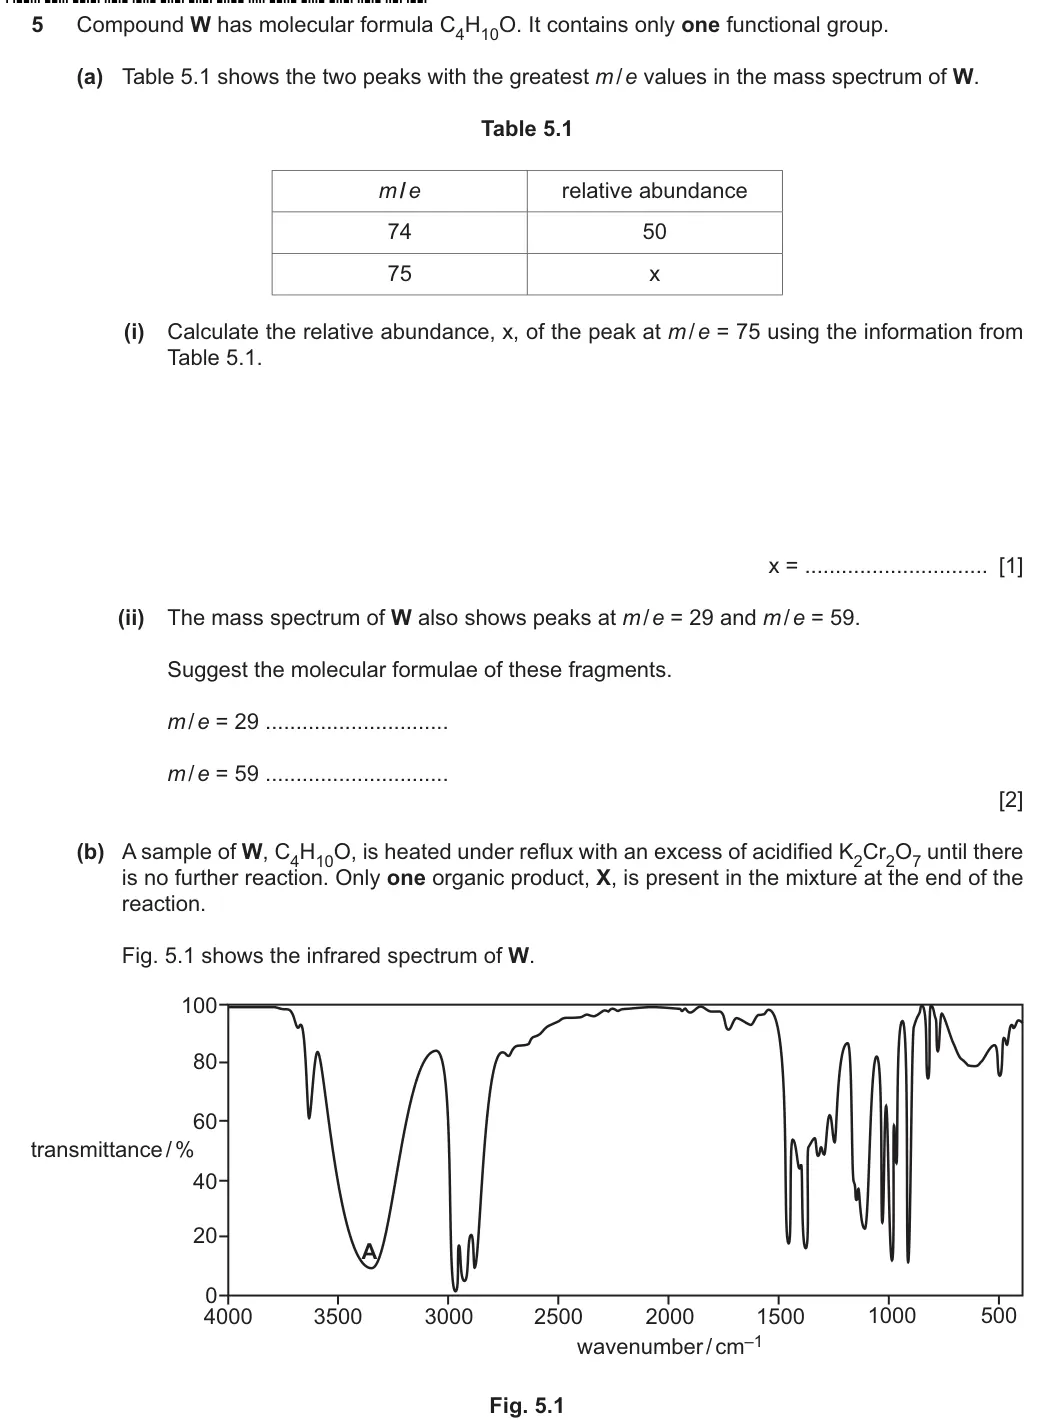 5 Compound W has molecular formula C4H10O. It contains only one functional group.
(a) Table 5.1 shows the two peaks with the greatest m / e values in the mass spectrum of W.
Table 5.1
m / e relative abundance
74 50
75 x
(i) Calculate the relative abundance, x, of the peak at m / e = 75 using the information from
Table 5.1.
x = .............................. [1]
(ii) The mass spectrum of W also shows peaks at m / e = 29 and m / e = 59.
Suggest the molecular formulae of these fragments.
m / e = 29 ..............................
m / e = 59 ..............................
[2]
(b) A sample of W, C4H10O, is heated under reflux with an excess of acidified K2Cr2O7 until there
is no further reaction. Only one organic product, X, is present in the mixture at the end of the
reaction.
Fig. 5.1 shows the infrared spectrum of W.
100
80
60
transmittance / %
40
20
A
0
4000 3500 3000 2500 2000 1500 1000 500
wavenumber / cm–1
Fig. 5.1